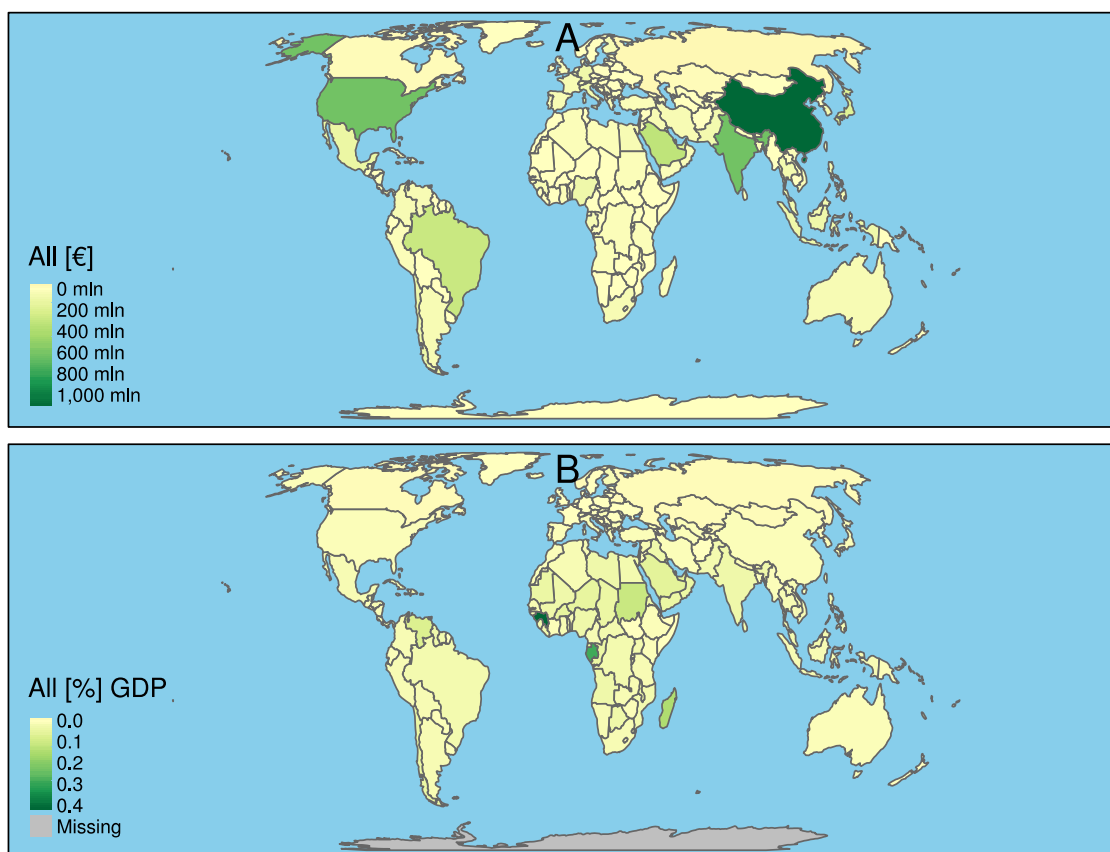 A
All [€]
0 mln
200 mln
400 mln
600 mln
800 mln
1,000 mln
B
All [%] GDP
0.0
0.1
0.2
0.3
0.4
Missing